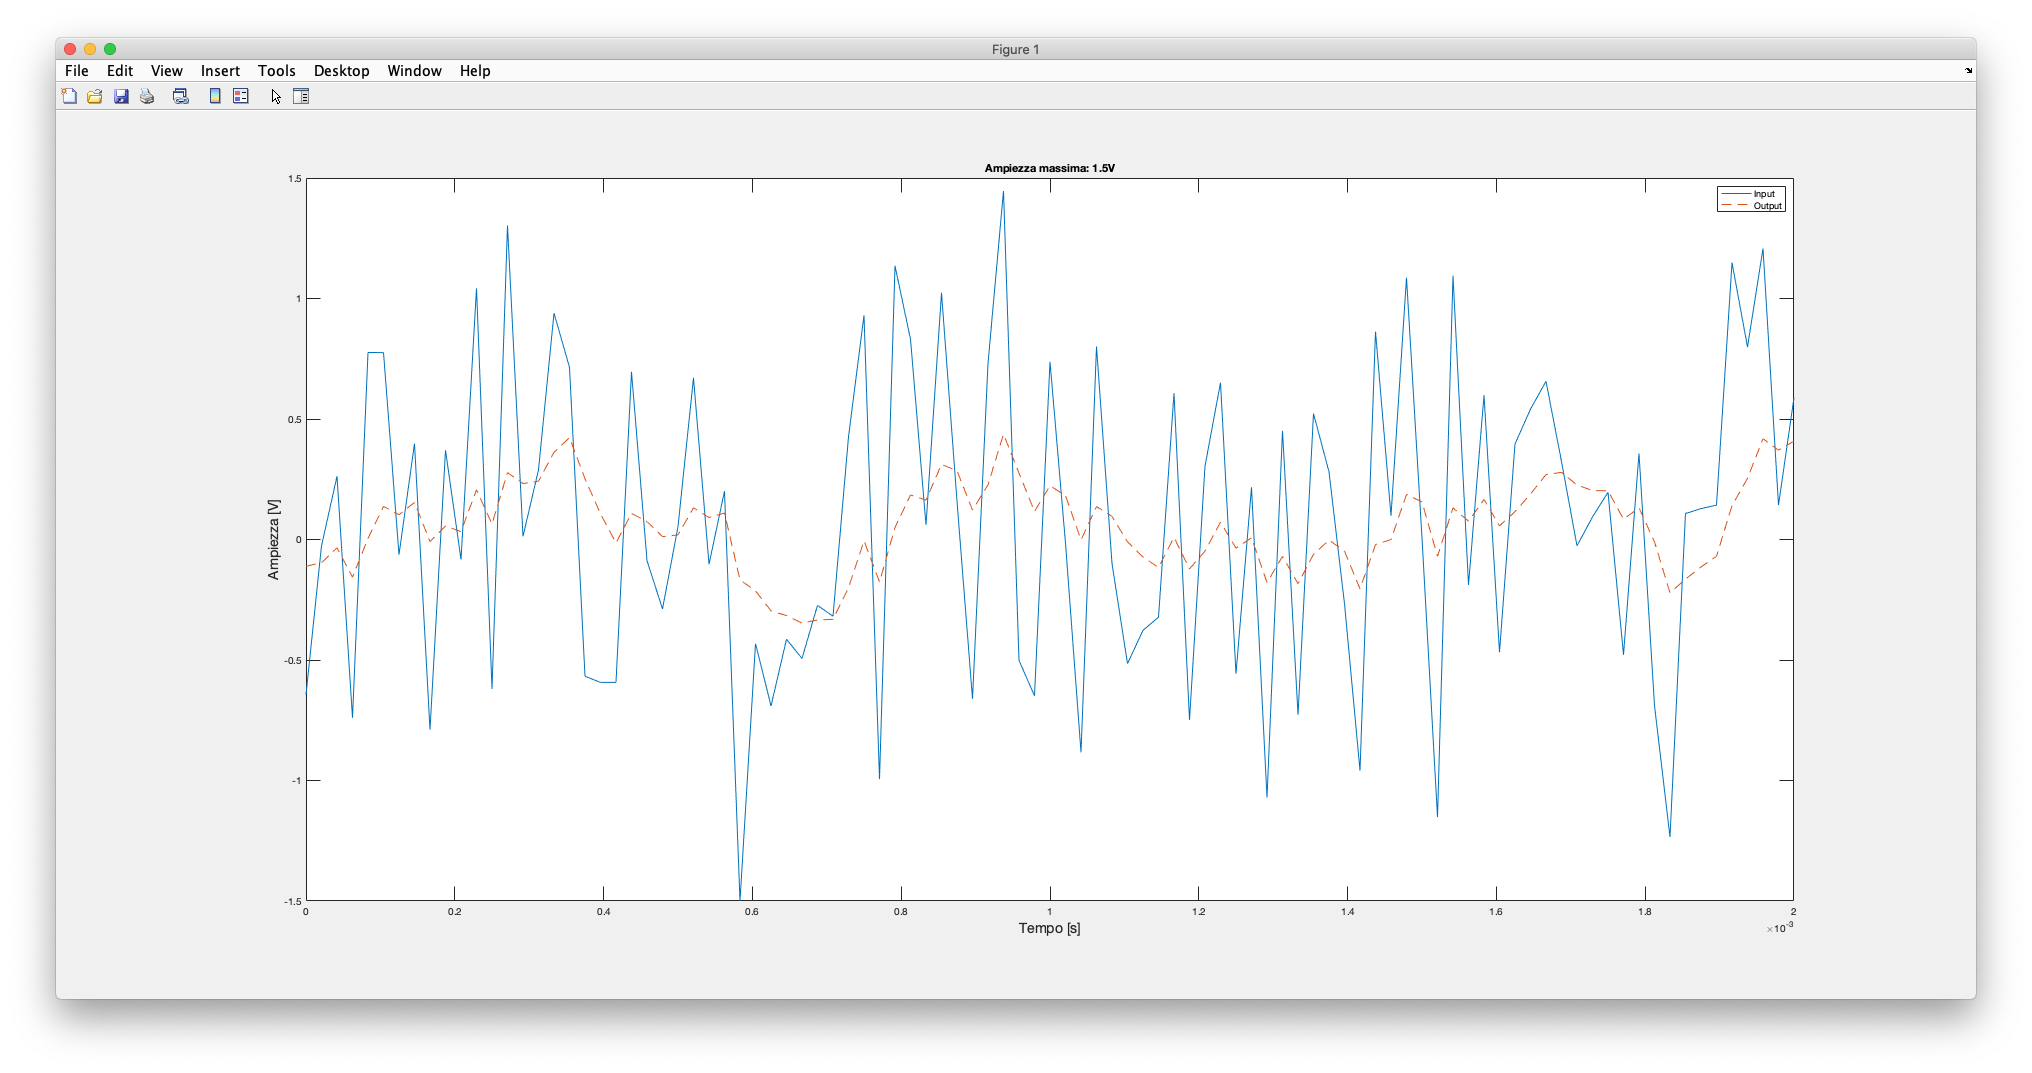 Figure 1
File Edit View Insert Tools Desktop Window Help
Ampiezza massima: 1.5V
Input
Output
1.5
1
0.5
0
-0.5
-1
-1.5
Ampiezza [V]
0 0.2 0.4 0.6 0.8 1 1.2 1.4 1.6 1.8 2
Tempo [s]
×10⁻³